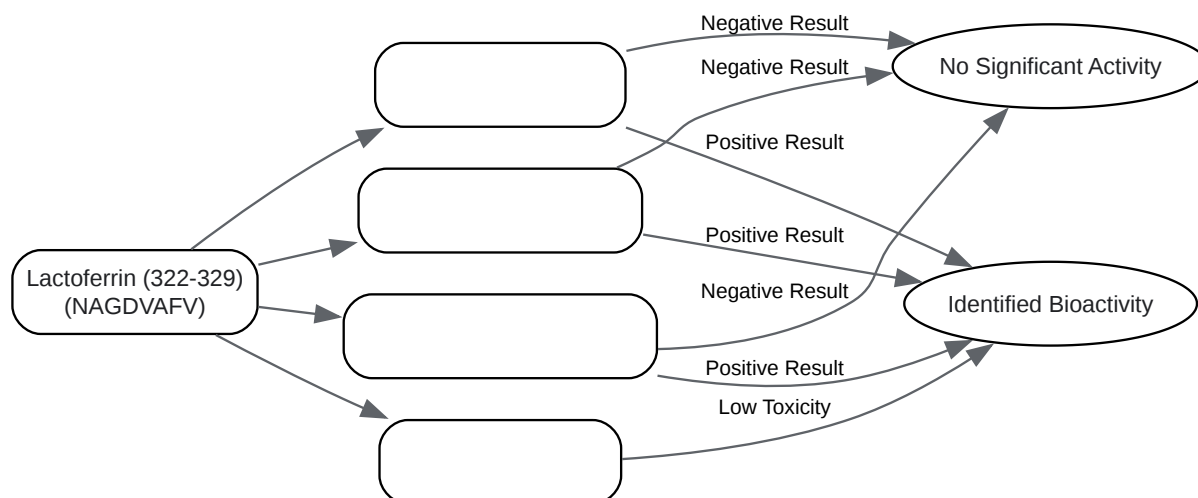 Negative Result
No Significant Activity
Negative Result
Positive Result
Positive Result
Lactoferrin (322-329)
(NAGDVAFV)
Negative Result
Identified Bioactivity
Positive Result
Low Toxicity